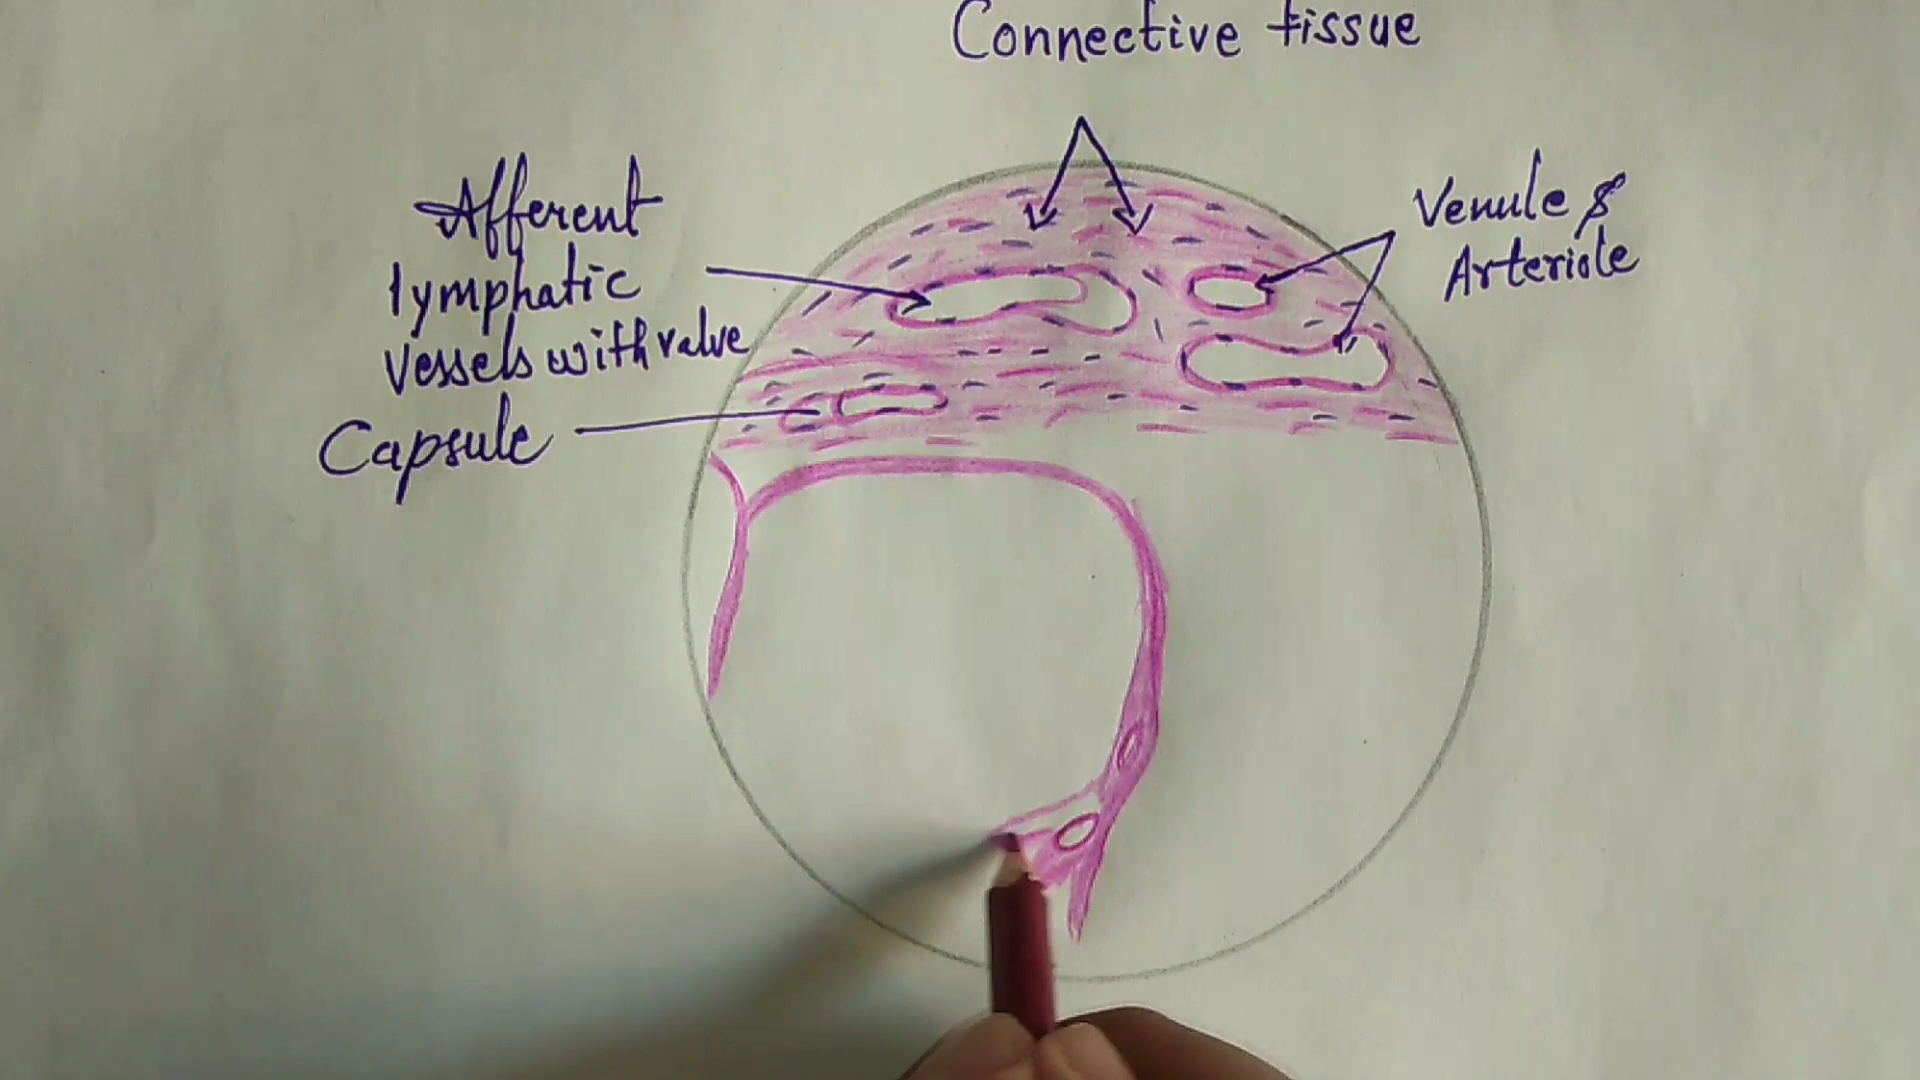 Connective tissue
Afferent
lymphatic
vessels with valve
Capsule
Venule &
Arteriole